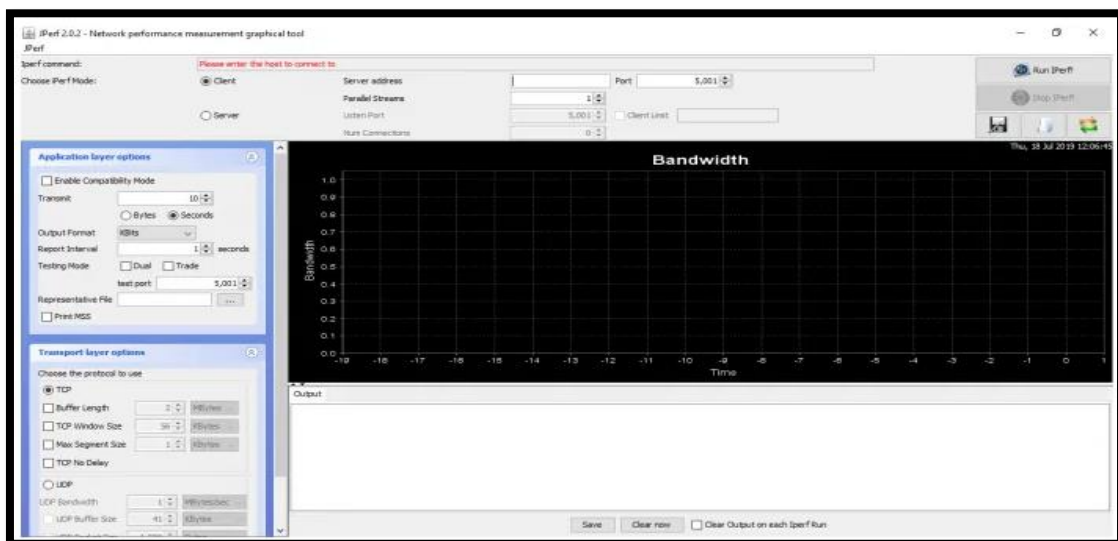 JPerf 2.0.2 - Network performance measurement graphical tool
JPerf
Iperf command: Please enter the host to connect to
Choose iPerf Mode: Client Server address Port 5,001
Parallel Streams 1
Server Listen Port 5,001 Client Limit
Num Connections 0
Run IPerf!
Stop IPerf!
Thu, 18 Jul 2019 12:06:45
Application layer options
Enable Compatibility Mode
Transmit 10
Bytes Seconds
Output Format KBits
Report Interval 1 seconds
Testing Mode Dual Trade
test port 5,001
Representative File ...
Print MSS
Transport layer options
Choose the protocol to use
TCP
Buffer Length 2 MBytes
TCP Window Size 56 KBytes
Max Segment Size 1 KBytes
TCP No Delay
UDP
UDP Bandwidth 1 MBytes/sec
UDP Buffer Size 41 KBytes
Bandwidth
Bandwidth
1.0
0.9
0.8
0.7
0.6
0.5
0.4
0.3
0.2
0.1
0.0
-19 -18 -17 -16 -15 -14 -13 -12 -11 -10 -9 -8 -7 -6 -5 -4 -3 -2 -1 0 1
Time
Output
Save Clear now Clear Output on each Iperf Run